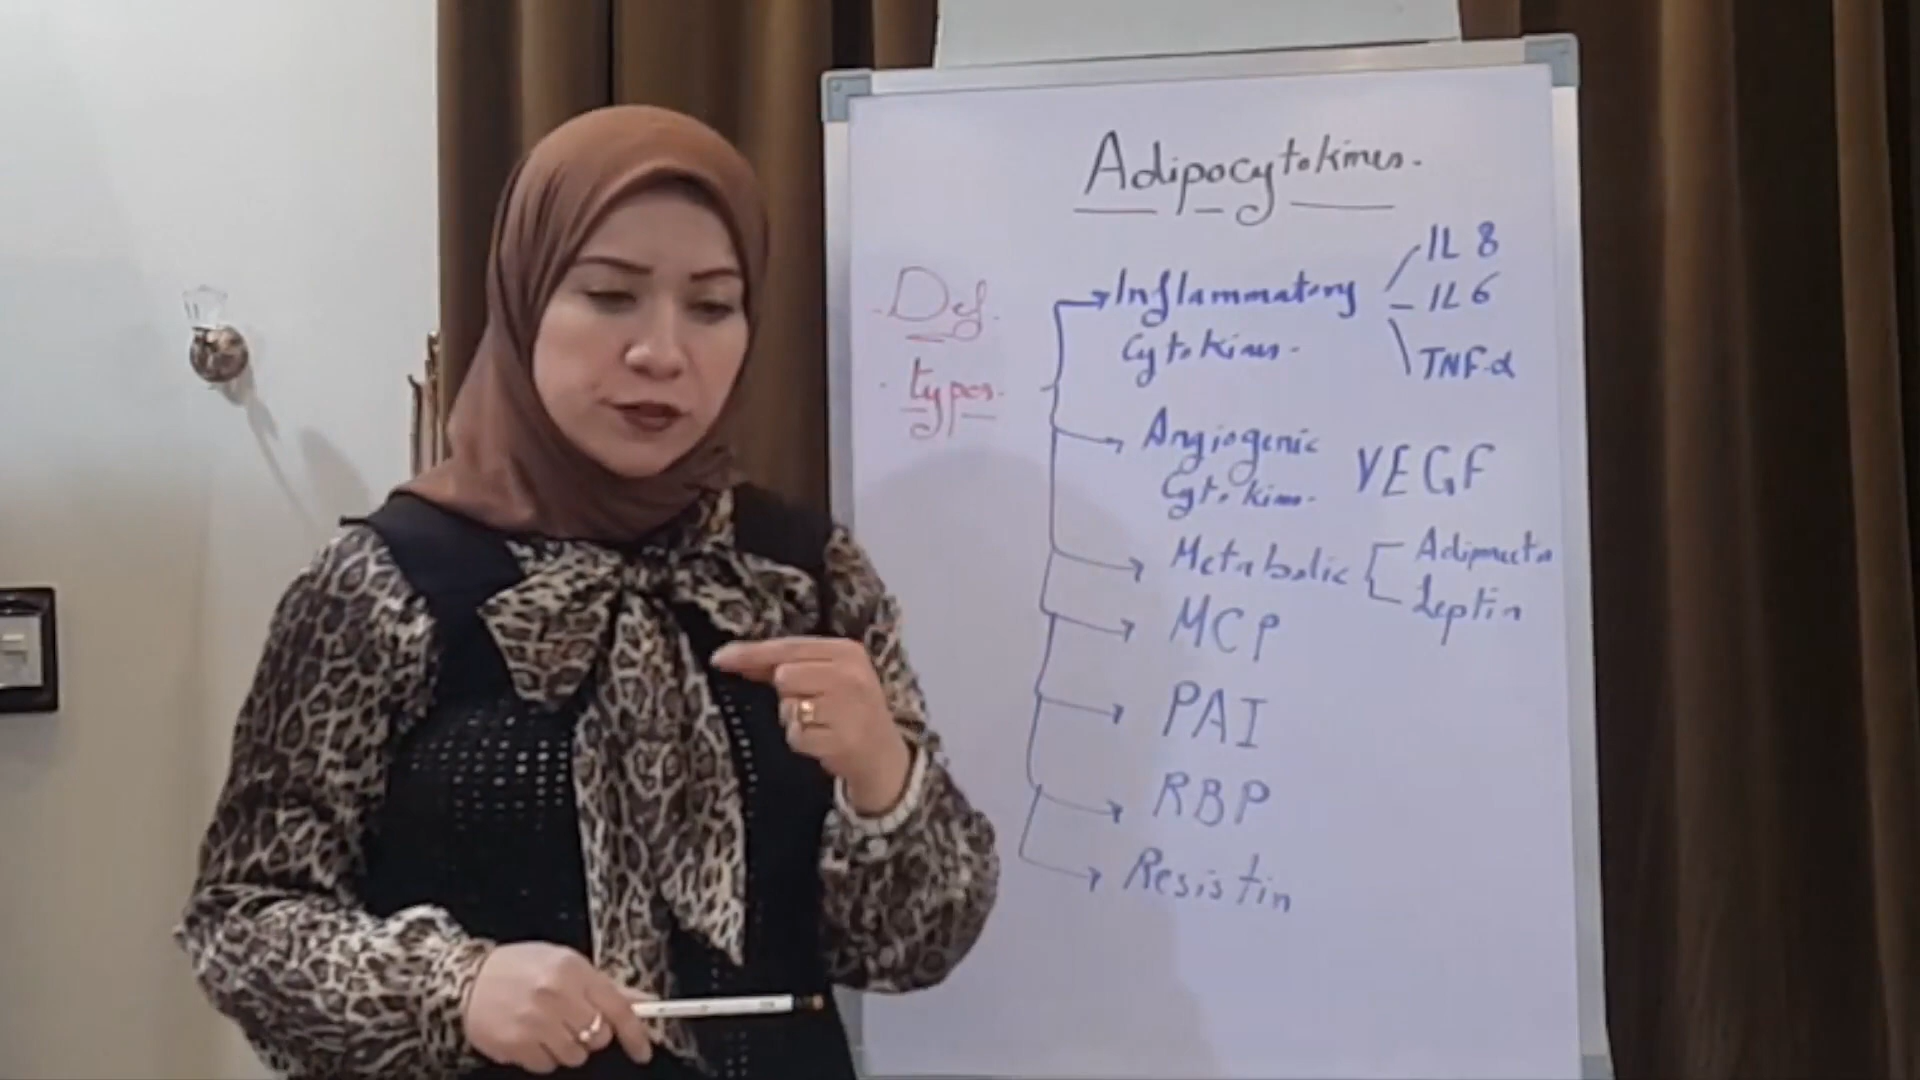 Adipocytokines.
. Def.
. types.
Inflammatory
Cytokines.
IL 8
IL 6
TNF-α
Angiogenic
Cytokines.
VEGF
Metabolic
Adiponectin
Leptin
MCP
PAI
RBP
Resistin